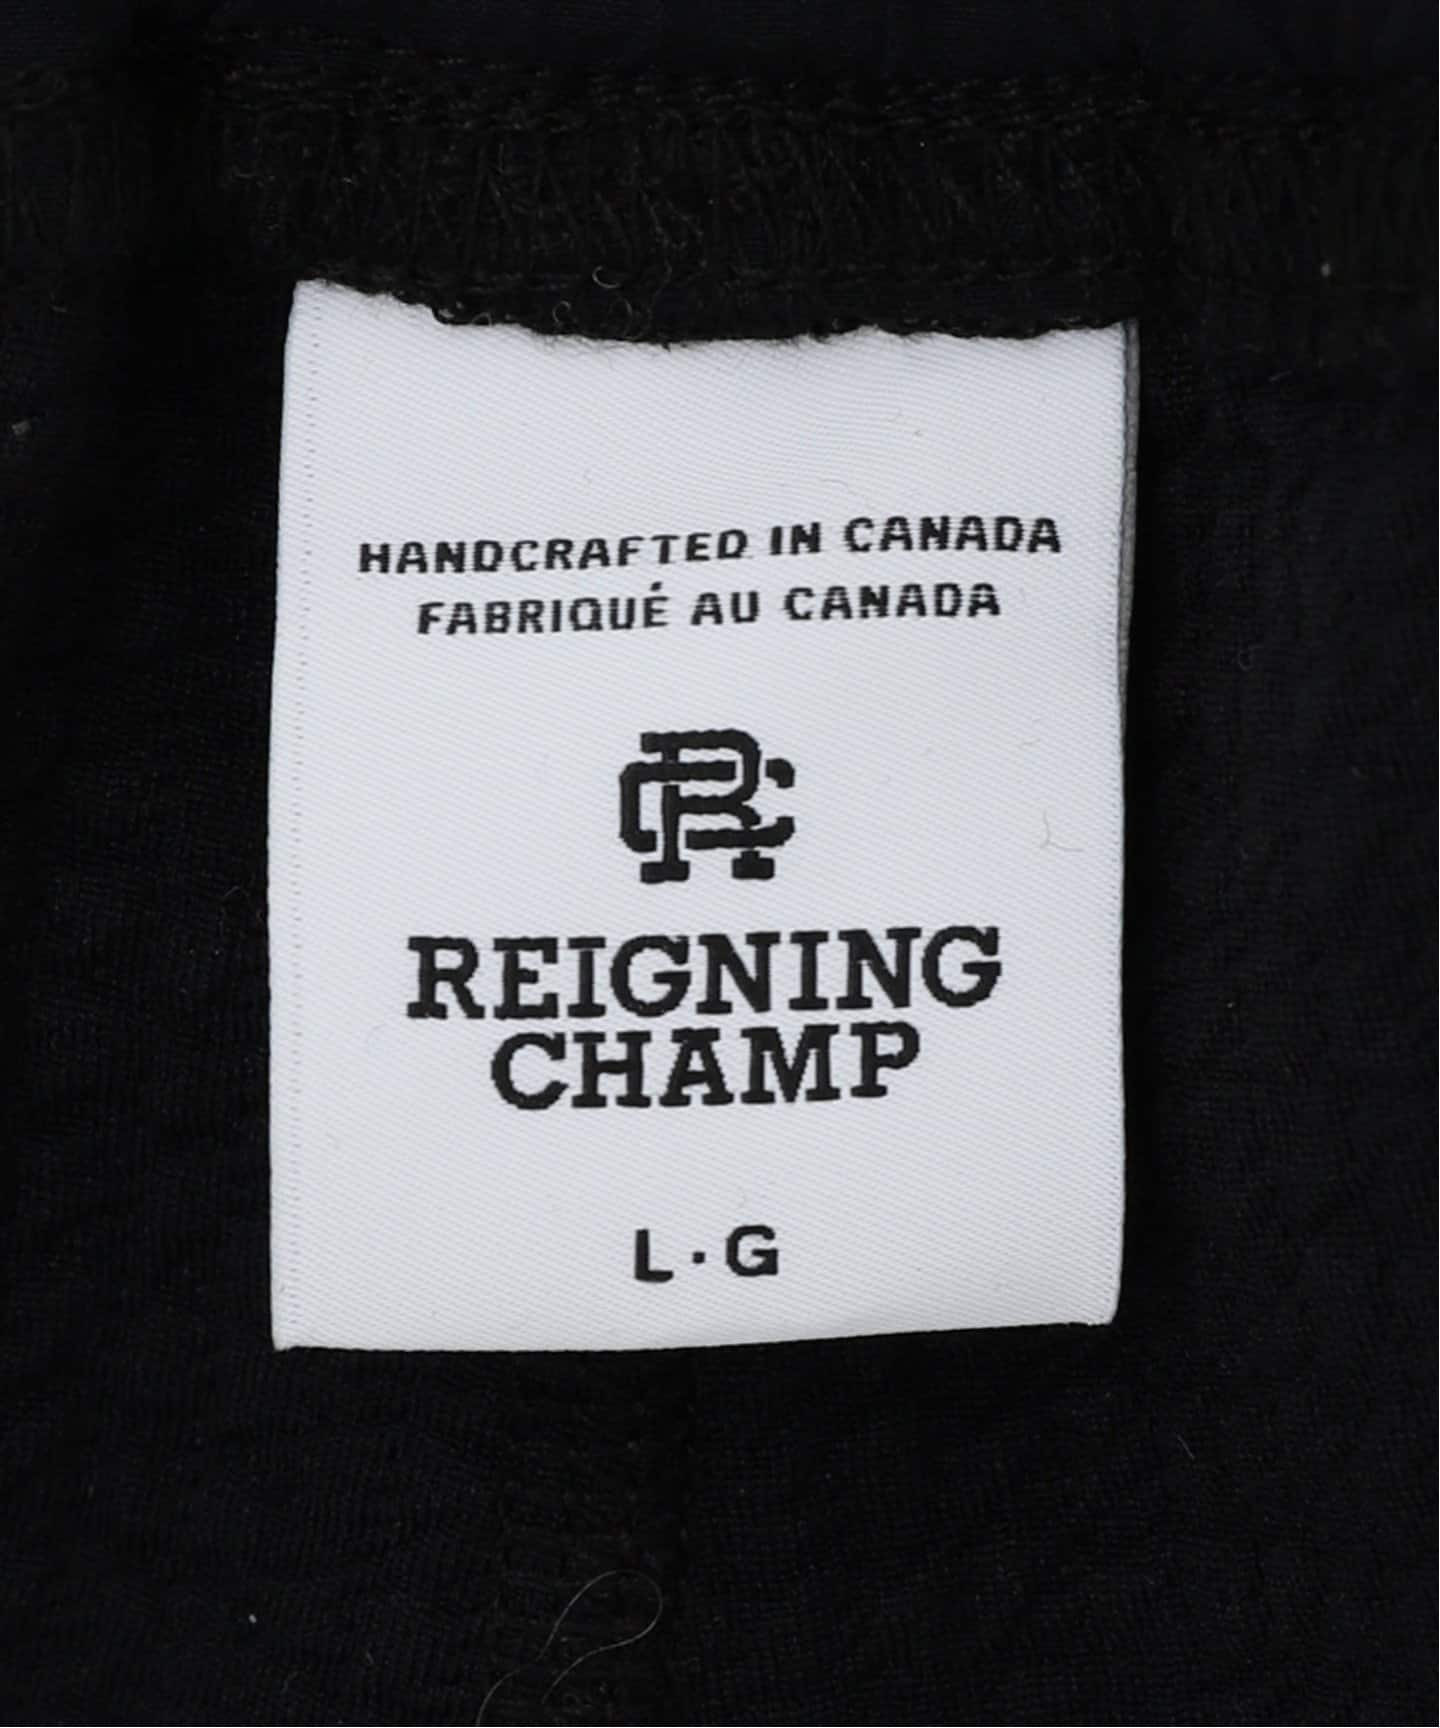 HANDCRAFTED IN CANADA
FABRIQUÉ AU CANADA
RC
REIGNING
CHAMP
L·G